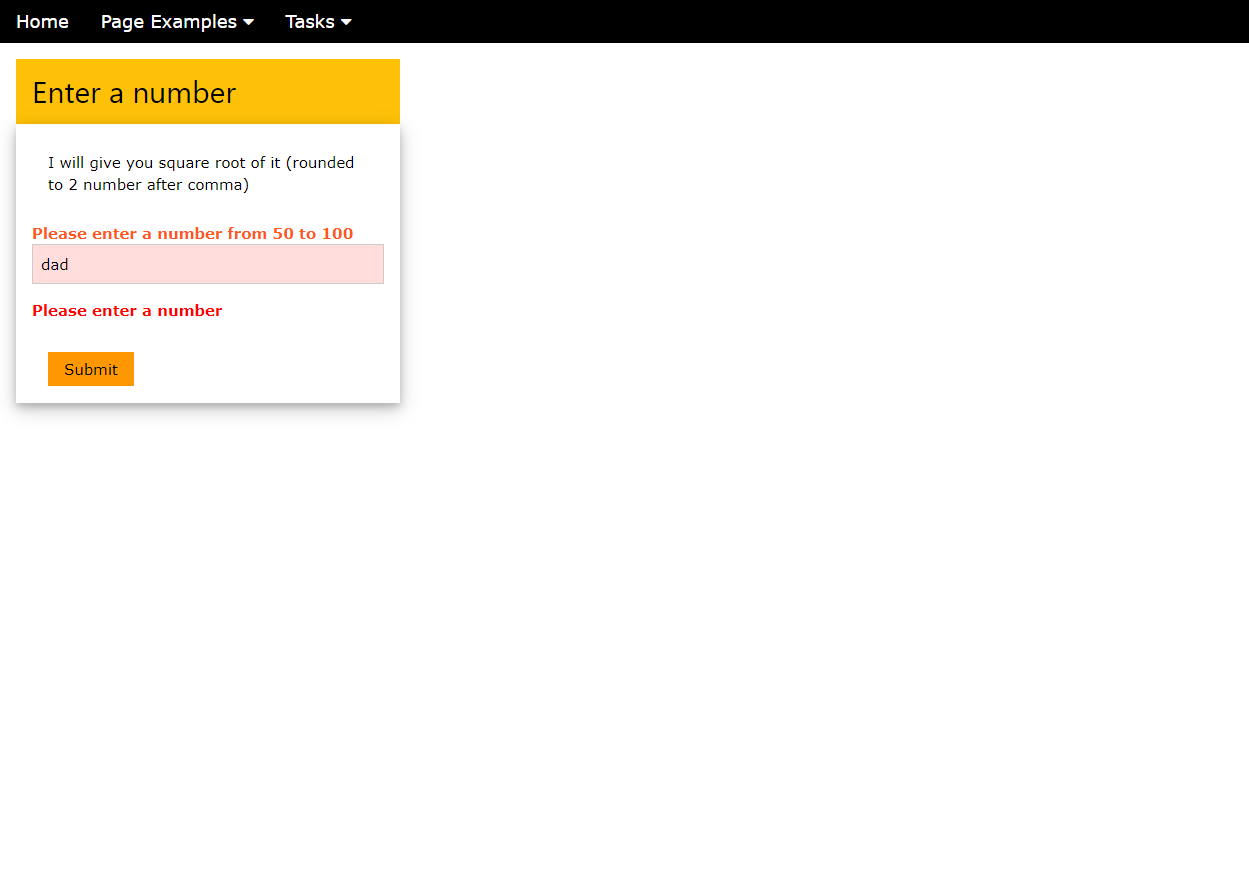 Home Page Examples Tasks
Enter a number
I will give you square root of it (rounded
to 2 number after comma)
Please enter a number from 50 to 100
dad
Please enter a number
Submit